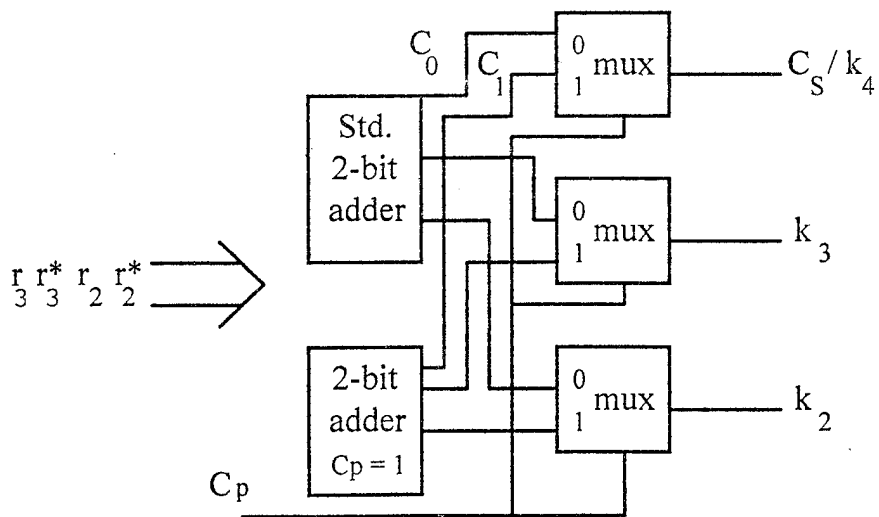 C₀ C₁
0
1
mux
C_S/k₄
Std.
2-bit
adder
0
1
mux
k₃
r₃ r₃* r₂ r₂*
2-bit
adder
Cp = 1
0
1
mux
k₂
Cp